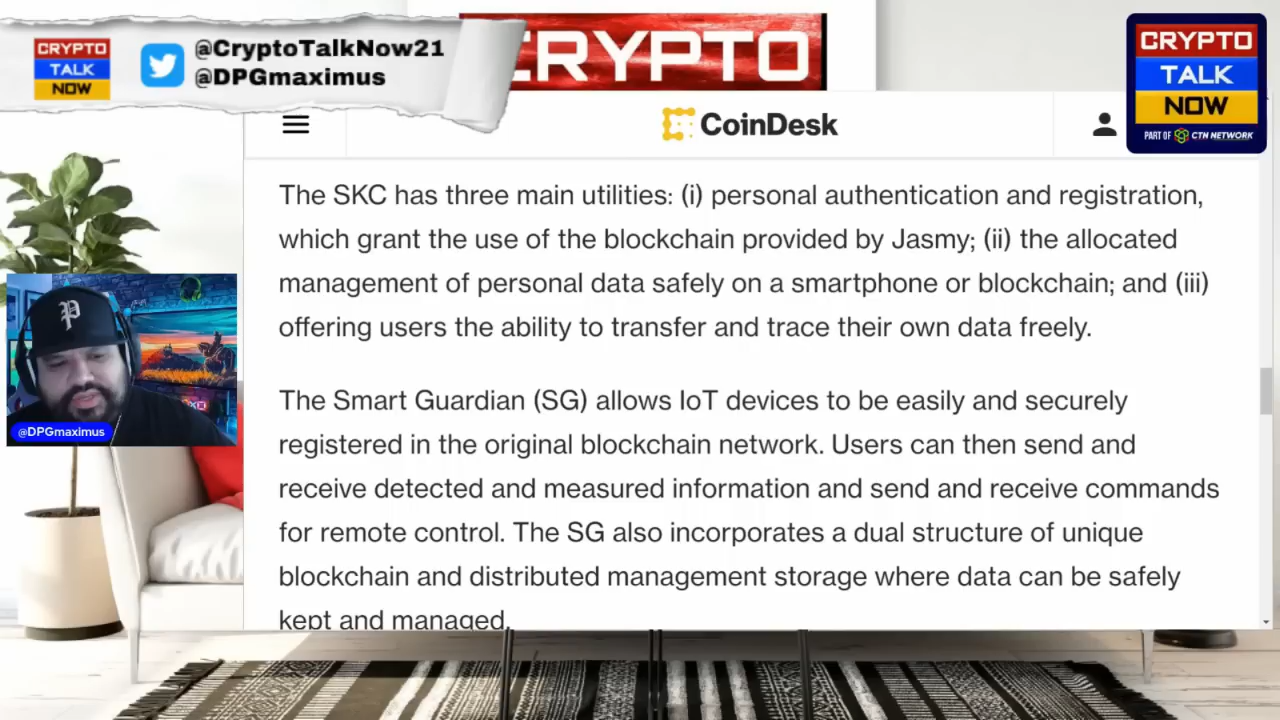 CRYPTO
TALK
NOW
@CryptoTalkNow21
@DPGmaximus
CRYPTO
CRYPTO
TALK
NOW
PART OF CTN NETWORK
CoinDesk
The SKC has three main utilities: (i) personal authentication and registration,
which grant the use of the blockchain provided by Jasmy; (ii) the allocated
management of personal data safely on a smartphone or blockchain; and (iii)
offering users the ability to transfer and trace their own data freely.
The Smart Guardian (SG) allows IoT devices to be easily and securely
registered in the original blockchain network. Users can then send and
receive detected and measured information and send and receive commands
for remote control. The SG also incorporates a dual structure of unique
blockchain and distributed management storage where data can be safely
kept and managed.
P
@DPGmaximus